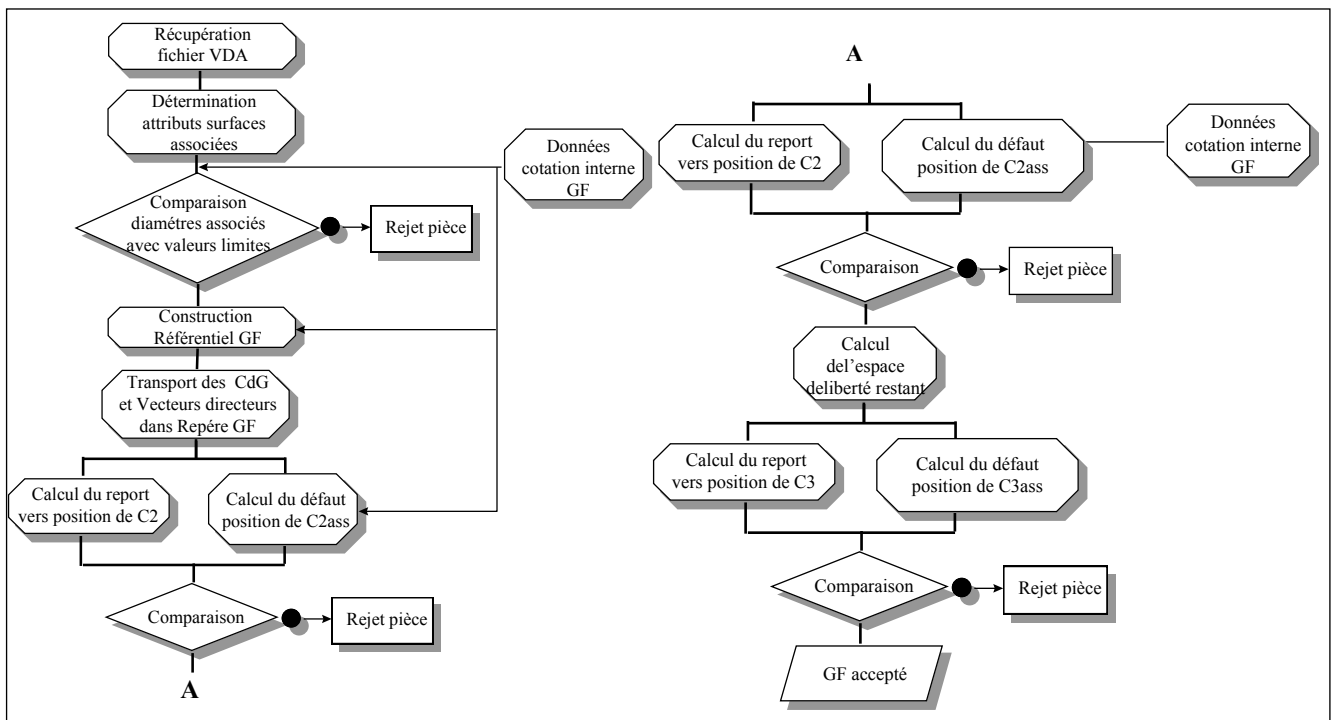 Récupération
fichier VDA
Détermination
attributs surfaces
associées
Données
cotation interne
GF
Comparaison
diamétres associés
avec valeurs limites
Rejet pièce
Construction
Référentiel GF
Transport des CdG
et Vecteurs directeurs
dans Repére GF
Calcul du report
vers position de C2
Calcul du défaut
position de C2ass
Comparaison
Rejet pièce
A
A
Calcul du report
vers position de C2
Calcul du défaut
position de C2ass
Données
cotation interne
GF
Comparaison
Rejet pièce
Calcul
del'espace
deliberté restant
Calcul du report
vers position de C3
Calcul du défaut
position de C3ass
Comparaison
Rejet pièce
GF accepté